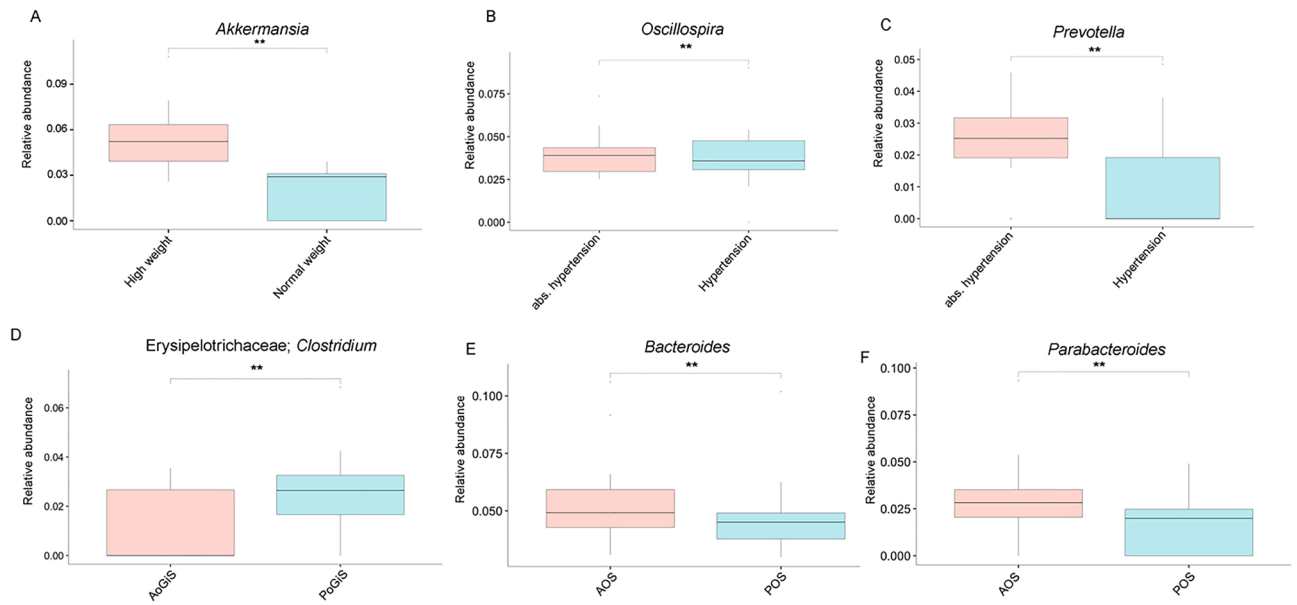 A
Akkermansia
**
Relative abundance
0.09
0.06
0.03
0.00
High weight
Normal weight
B
Oscillospira
**
Relative abundance
0.075
0.050
0.025
0.000
abs. hypertension
Hypertension
C
Prevotella
**
Relative abundance
0.05
0.04
0.03
0.02
0.01
0.00
abs. hypertension
Hypertension
D
Erysipelotrichaceae; Clostridium
**
Relative abundance
0.06
0.04
0.02
0.00
AoGiS
PoGiS
E
Bacteroides
**
Relative abundance
0.100
0.075
0.050
AOS
POS
F
Parabacteroides
**
Relative abundance
0.100
0.075
0.050
0.025
0.000
AOS
POS